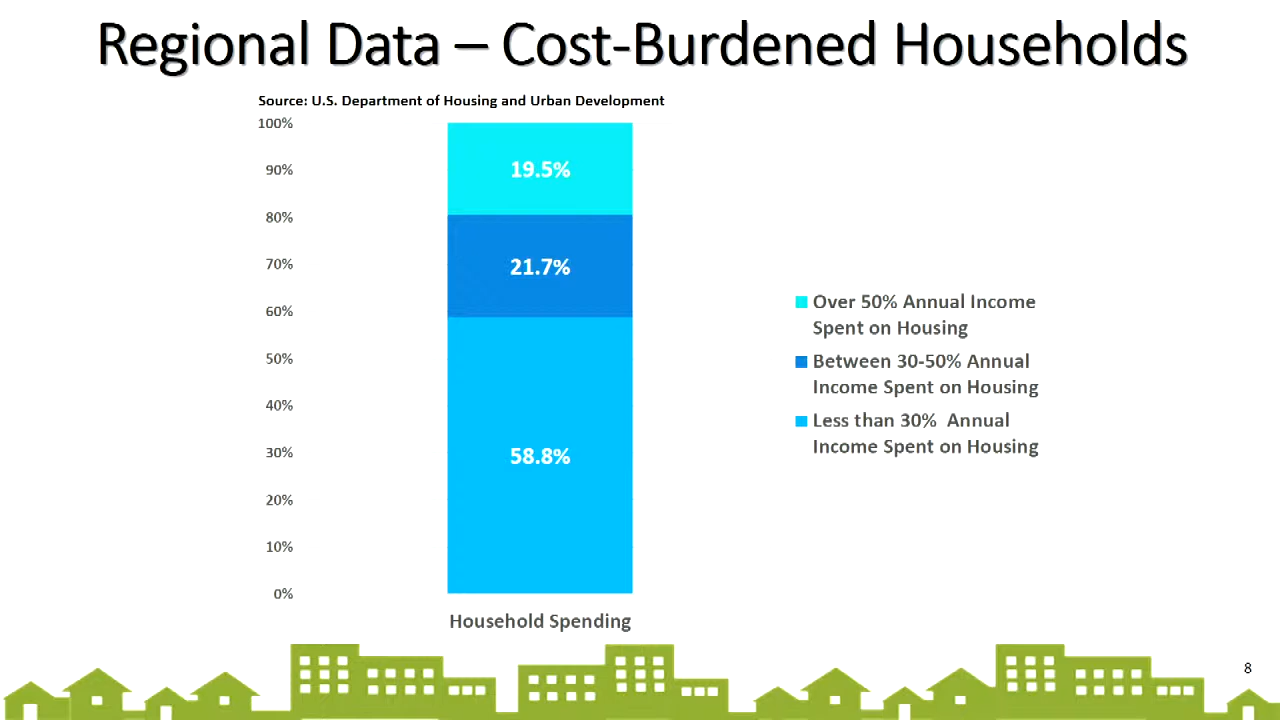 Regional Data – Cost-Burdened Households
Source: U.S. Department of Housing and Urban Development
100%
90%
80%
70%
60%
50%
40%
30%
20%
10%
0%
19.5%
21.7%
58.8%
Household Spending
Over 50% Annual Income
Spent on Housing
Between 30-50% Annual
Income Spent on Housing
Less than 30%  Annual
Income Spent on Housing
8